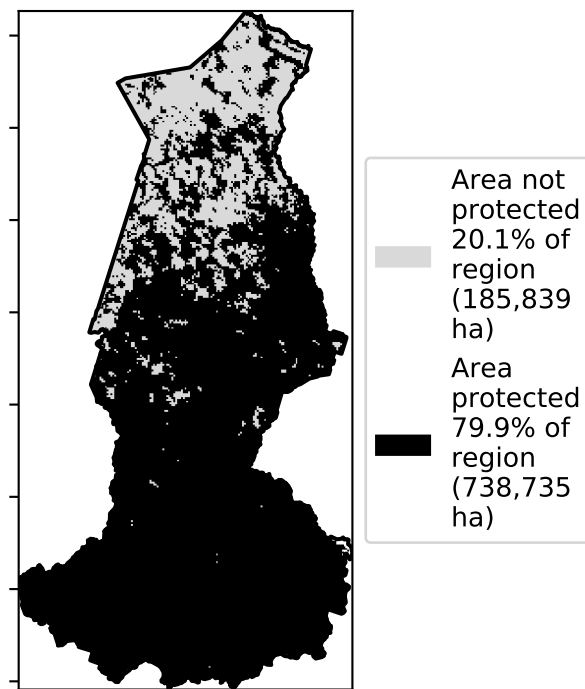 Area not
protected
20.1% of
region
(185,839
ha)
Area
protected
79.9% of
region
(738,735
ha)